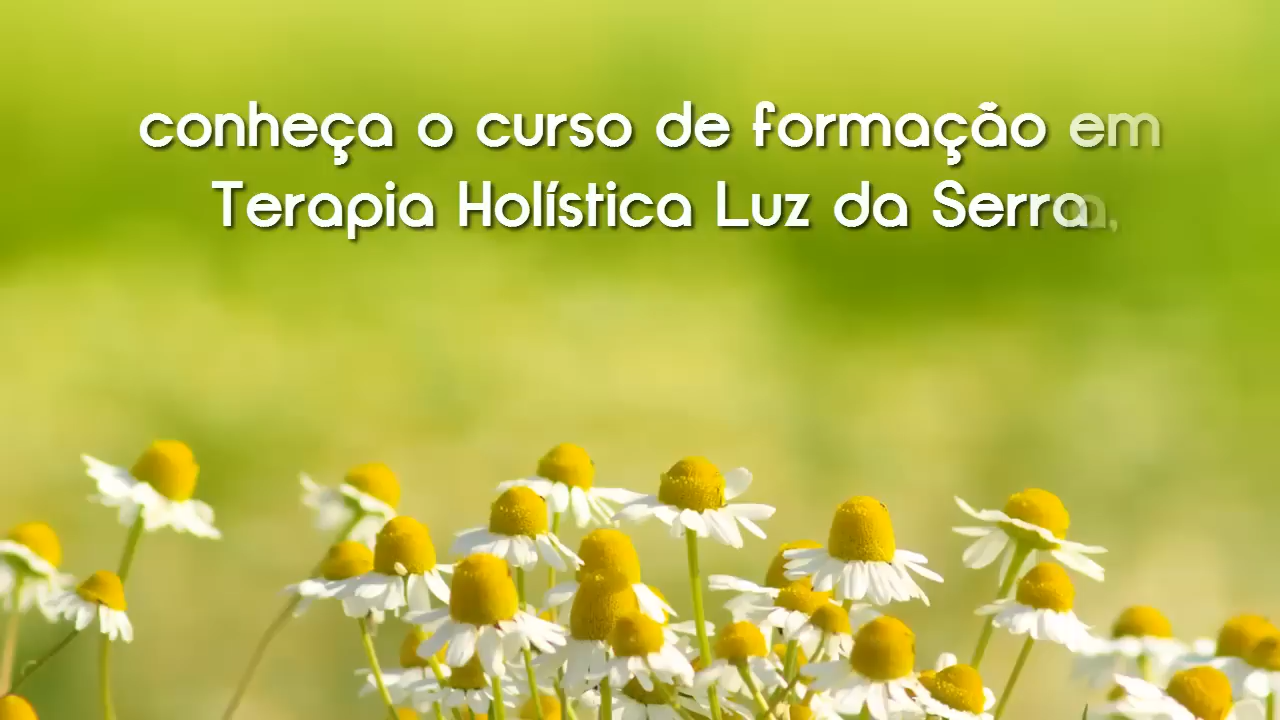 conheça o curso de formação em
Terapia Holística Luz da Serra,